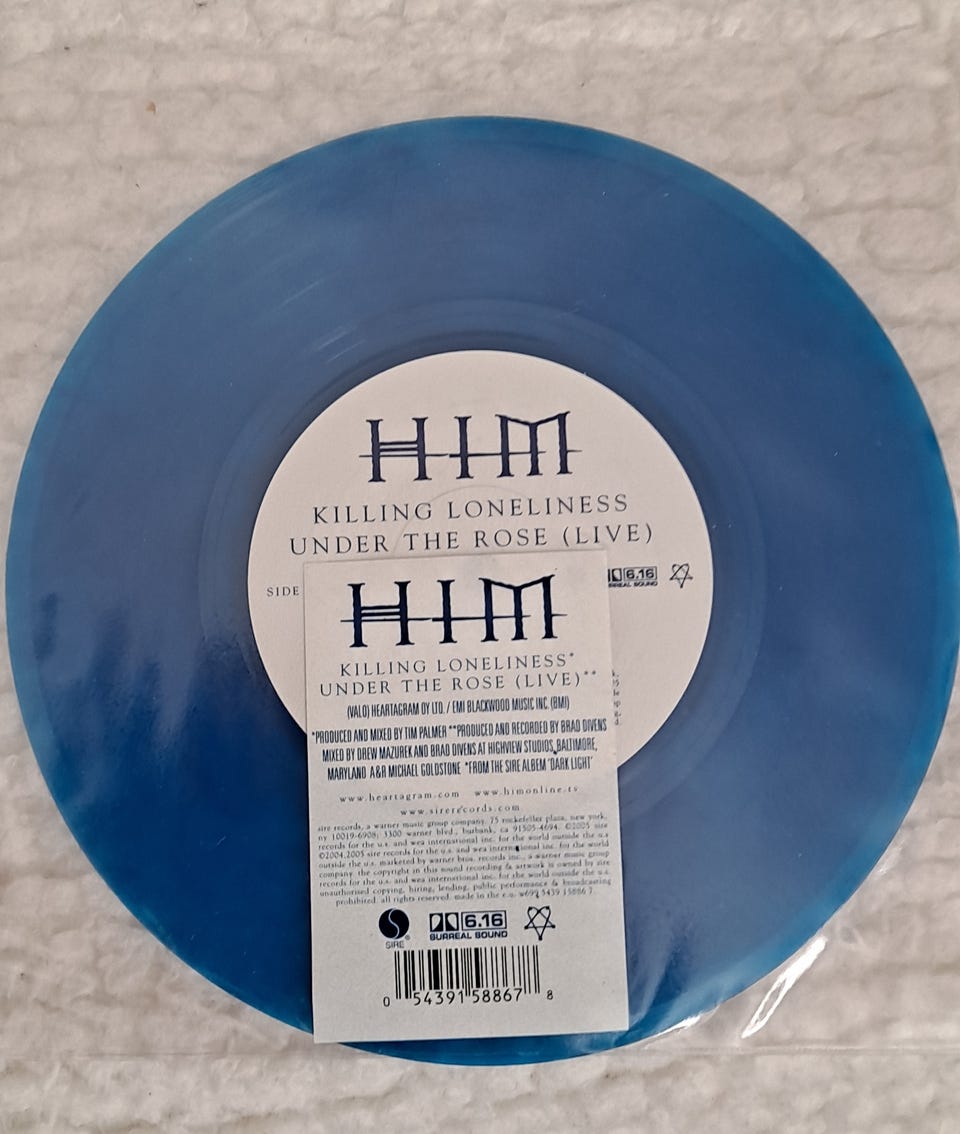 HIM
KILLING LONELINESS
UNDER THE ROSE (LIVE)
SIDE
6.16
HIM
KILLING LONELINESS*
UNDER THE ROSE (LIVE)**
(VALO) HEARTAGRAM OY LTD. / EMI BLACKWOOD MUSIC INC. (BMI)
*PRODUCED AND MIXED BY TIM PALMER **PRODUCED AND RECORDED BY BRAD DIVENS
MIXED BY DREW MAZUREK AND BRAD DIVENS AT HIGHVIEW STUDIOS, BALTIMORE,
MARYLAND A&R MICHAEL GOLDSTONE *FROM THE SIRE ALBEM 'DARK LIGHT'
www.heartagram.com www.himonline.ts
www.sirerecords.com
sire records, a warner music group company, 75 rockefeller plaza, new york,
ny 10019-6908; 3300 warner blvd., burbank, ca 91505-4694. ©2005 sire
records for the u.s. and wea international inc. for the world outside the u.s
©2004, 2005 sire records for the u.s. and wea international inc. for the world
outside the u.s. marketed by warner bros. records inc., a warner music group
company. the copyright in this sound recording & artwork is owned by sire
records for the u.s. and wea international inc. for the world outside the u.s.
unauthorised copying, hiring, lending, public performance & broadcasting
prohibited. all rights reserved. made in the e.u. w699 5439 15886 7.
SIRE
6.16
SURREAL SOUND
0 54391 58867 8